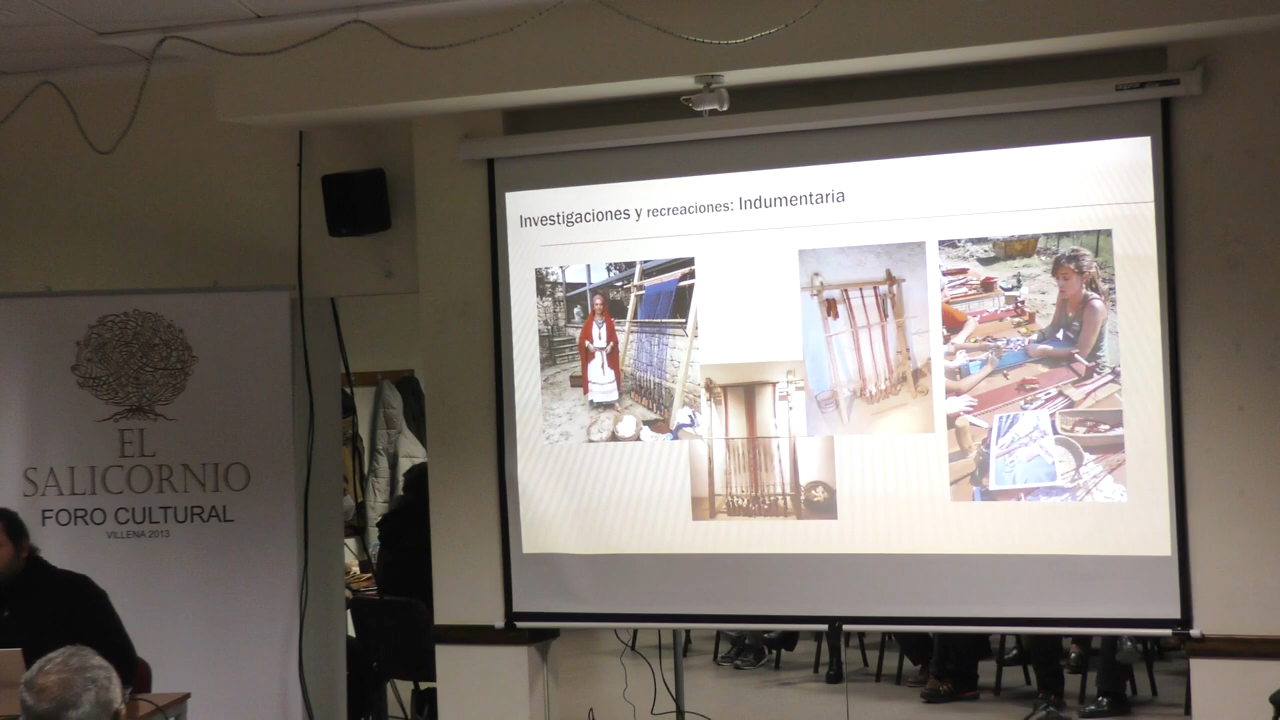 Investigaciones y recreaciones: Indumentaria
EL
SALICORNIO
FORO CULTURAL
VILLENA 2013